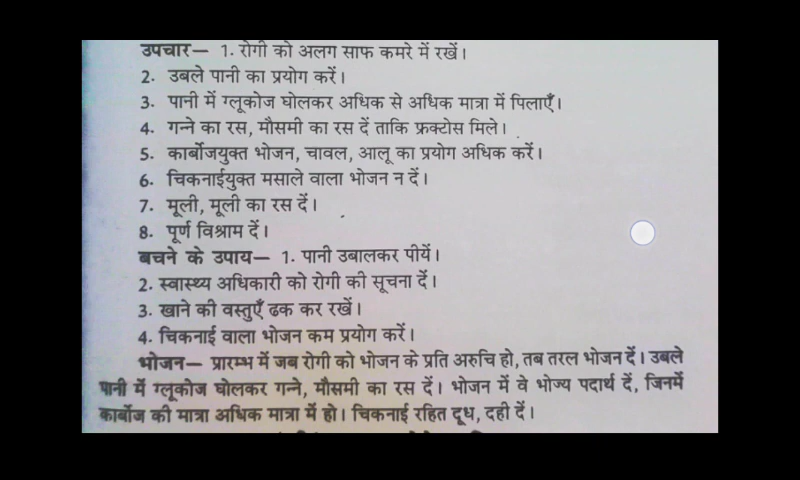 उपचार— 1. रोगी को अलग साफ कमरे में रखें।
2. उबले पानी का प्रयोग करें।
3. पानी में ग्लूकोज घोलकर अधिक से अधिक मात्रा में पिलाएँ।
4. गन्ने का रस, मौसमी का रस दें ताकि फ्रक्टोस मिले।
5. कार्बोजयुक्त भोजन, चावल, आलू का प्रयोग अधिक करें।
6. चिकनाईयुक्त मसाले वाला भोजन न दें।
7. मूली, मूली का रस दें।
8. पूर्ण विश्राम दें।
बचने के उपाय— 1. पानी उबालकर पीयें।
2. स्वास्थ्य अधिकारी को रोगी की सूचना दें।
3. खाने की वस्तुएँ ढक कर रखें।
4. चिकनाई वाला भोजन कम प्रयोग करें।
भोजन— प्रारम्भ में जब रोगी को भोजन के प्रति अरुचि हो, तब तरल भोजन दें। उबले
पानी में ग्लूकोज घोलकर गन्ने, मौसमी का रस दें। भोजन में वे भोज्य पदार्थ दें, जिनमें
कार्बोज की मात्रा अधिक मात्रा में हो। चिकनाई रहित दूध, दही दें।